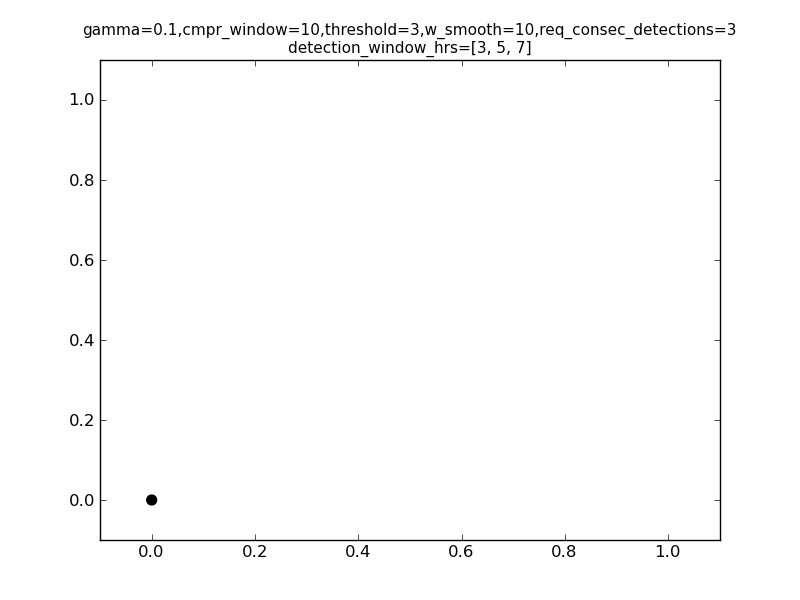 gamma=0.1,cmpr_window=10,threshold=3,w_smooth=10,req_consec_detections=3
detection_window_hrs=[3, 5, 7]
1.0
0.8
0.6
0.4
0.2
0.0
0.0 0.2 0.4 0.6 0.8 1.0